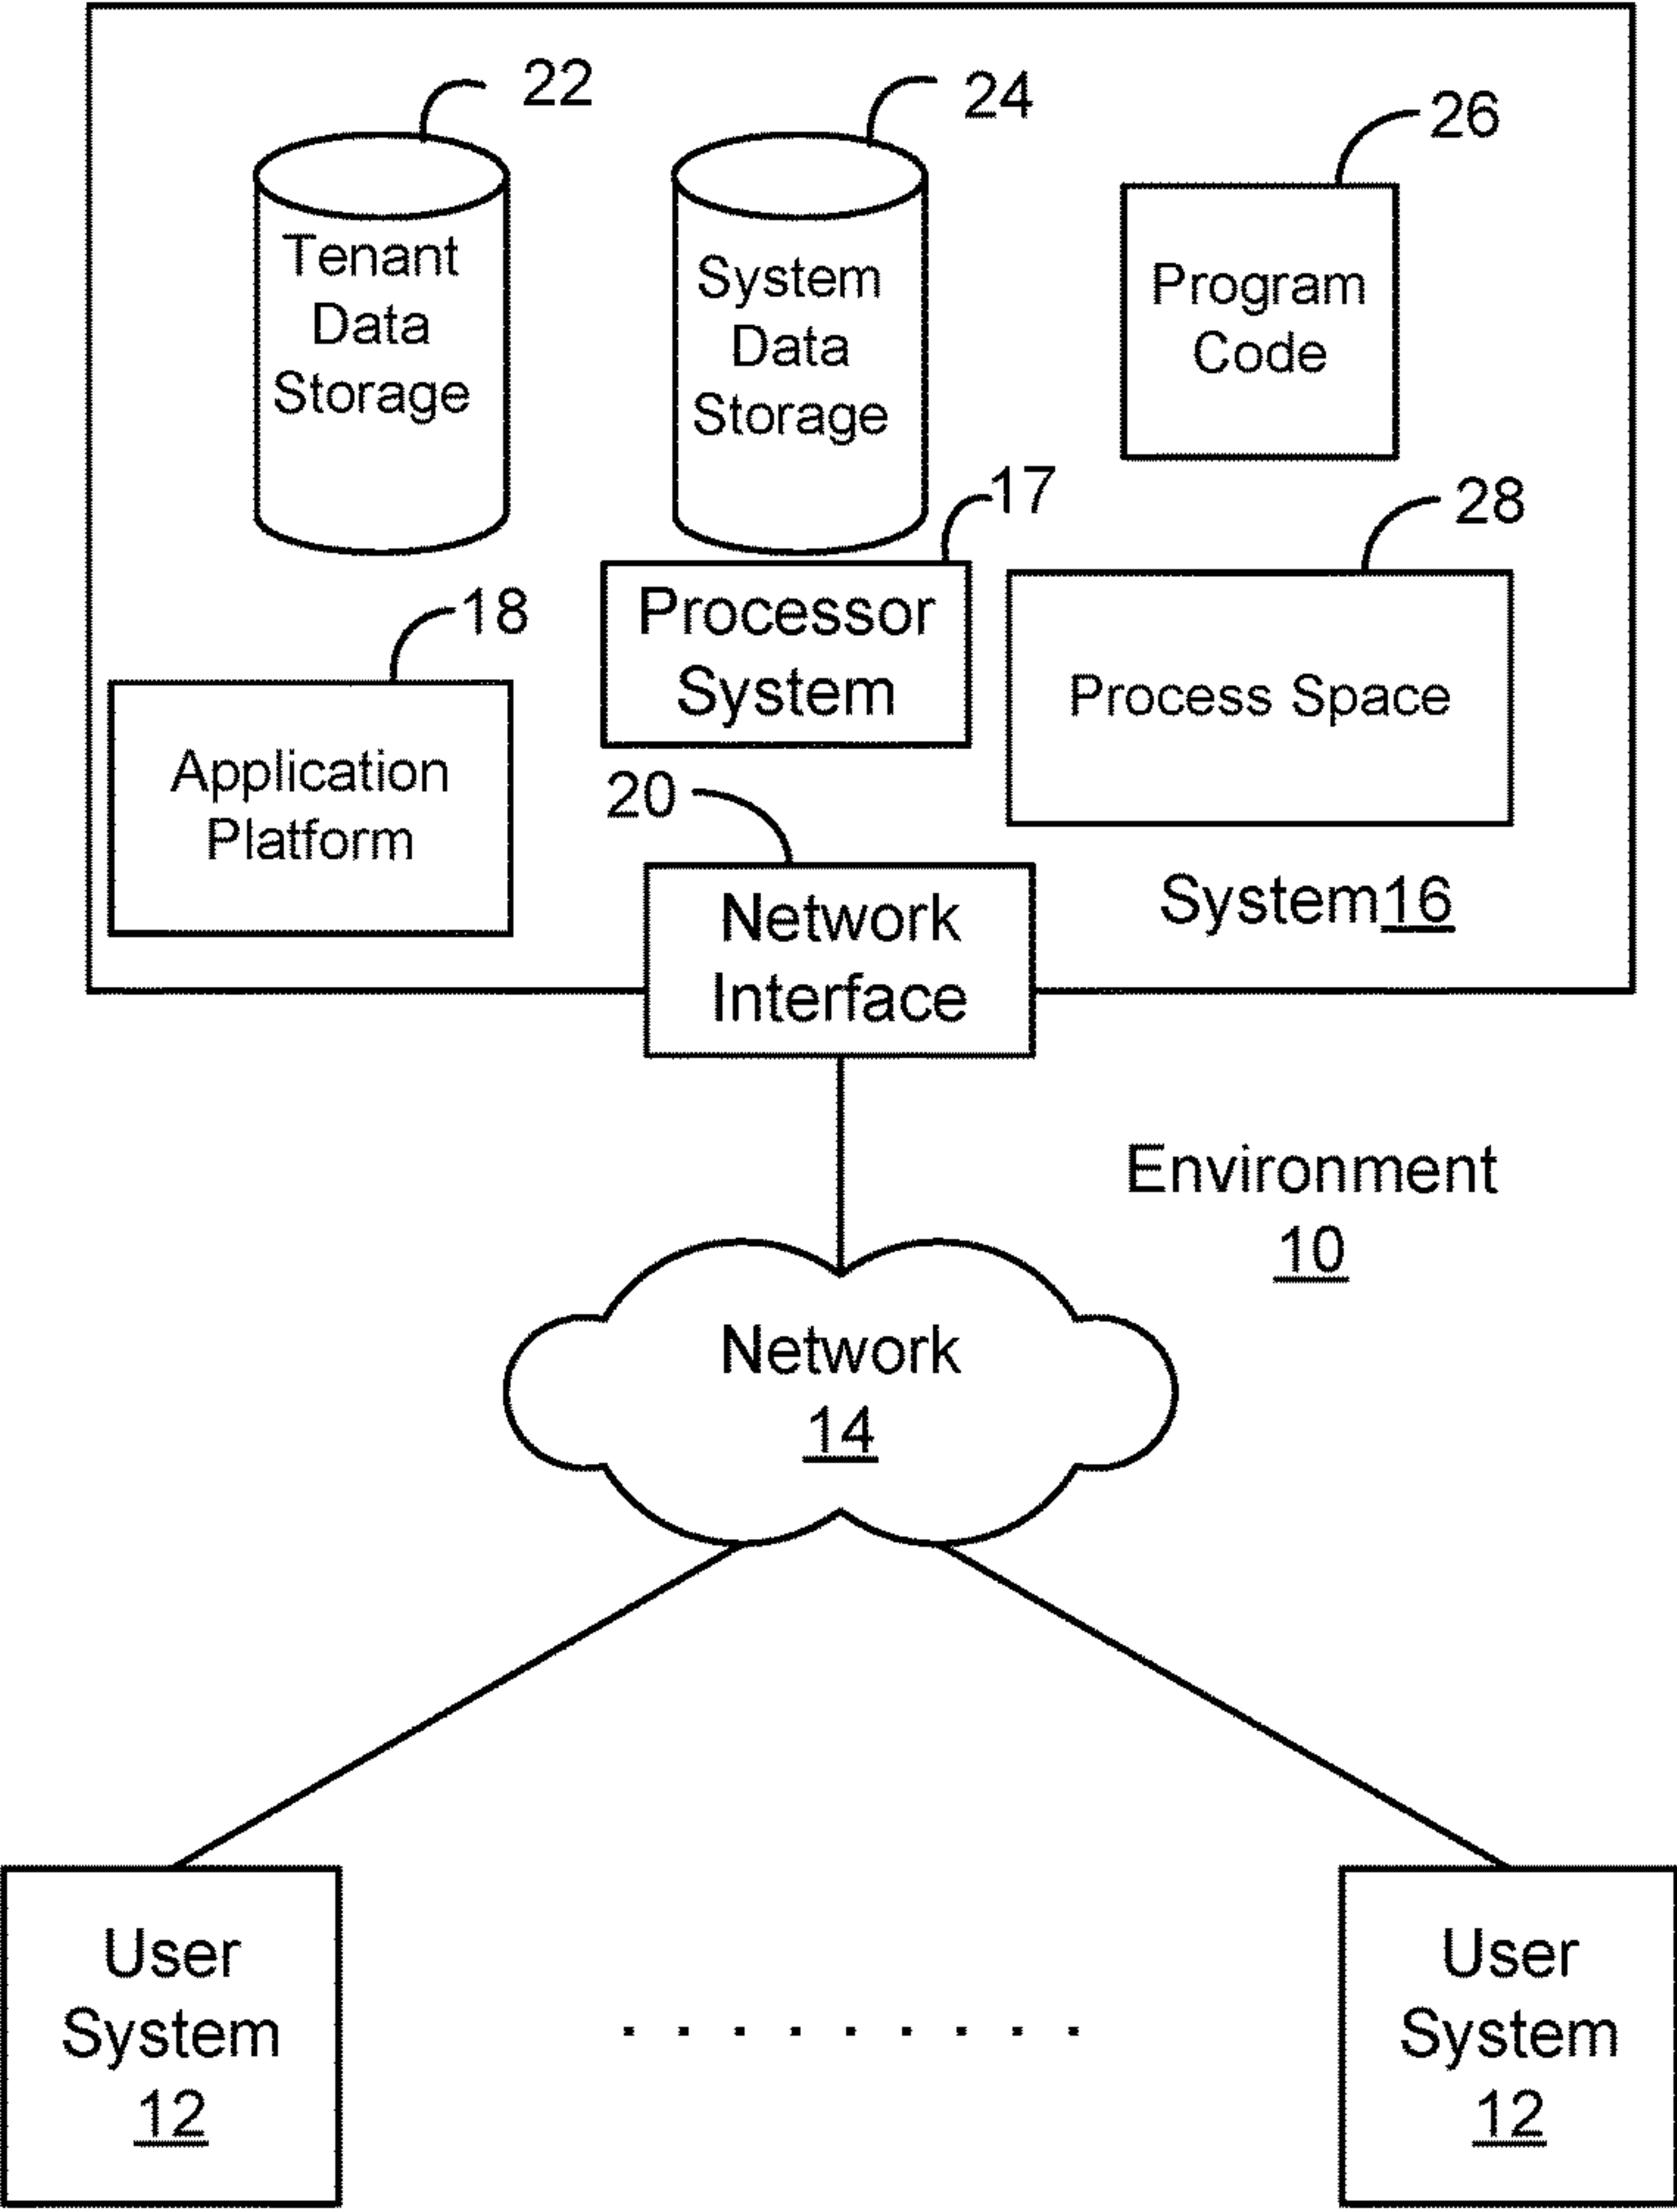 22
24
26
Tenant
Data
Storage
System
Data
Storage
Program
Code
17
28
18
Processor
System
Process Space
Application
Platform
20
System16
Network
Interface
Environment
10
Network
14
User
System
12
User
System
12